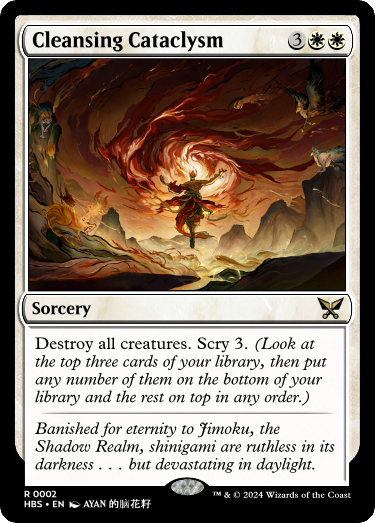 Cleansing Cataclysm 3
Sorcery
Destroy all creatures. Scry 3. (Look at
the top three cards of your library, then put
any number of them on the bottom of your
library and the rest on top in any order.)
Banished for eternity to Jimoku, the
Shadow Realm, shinigami are ruthless in its
darkness . . . but devastating in daylight.
R 0002
HBS • EN AYAN 的脑花籽
™ & © 2024 Wizards of the Coast